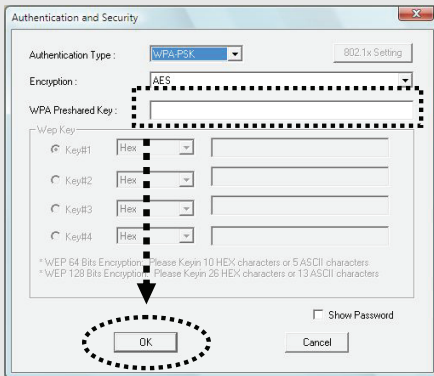 Authentication and Security
Authentication Type : WPA-PSK 802.1x Setting
Encryption : AES
WPA Preshared Key :
Wep Key
Key#1 Hex
Key#2 Hex
Key#3 Hex
Key#4 Hex
* WEP 64 Bits Encryption: Please Keyin 10 HEX characters or 5 ASCII characters
* WEP 128 Bits Encryption: Please Keyin 26 HEX characters or 13 ASCII characters
Show Password
OK Cancel